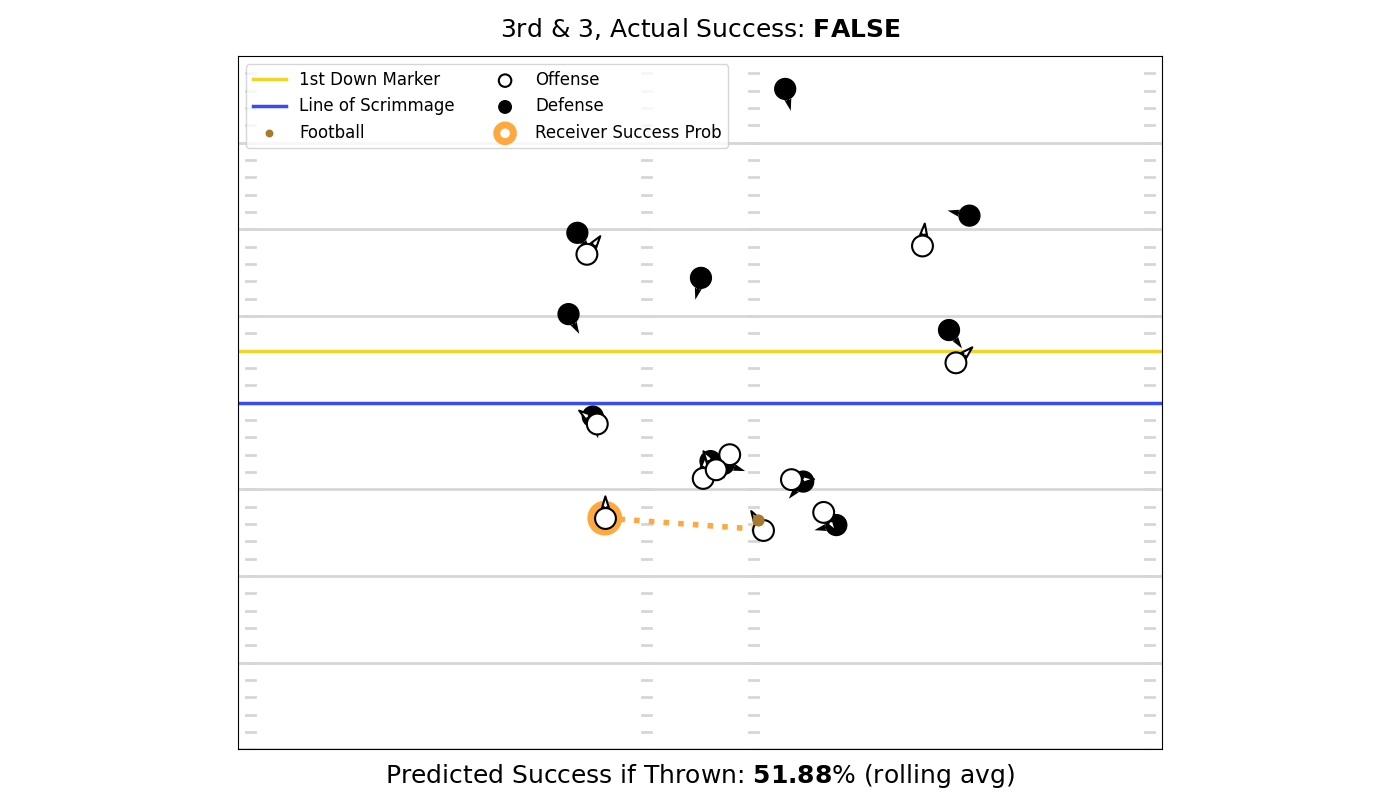 3rd & 3, Actual Success: FALSE
1st Down Marker
Line of Scrimmage
Football
Offense
Defense
Receiver Success Prob
Predicted Success if Thrown: 51.88% (rolling avg)